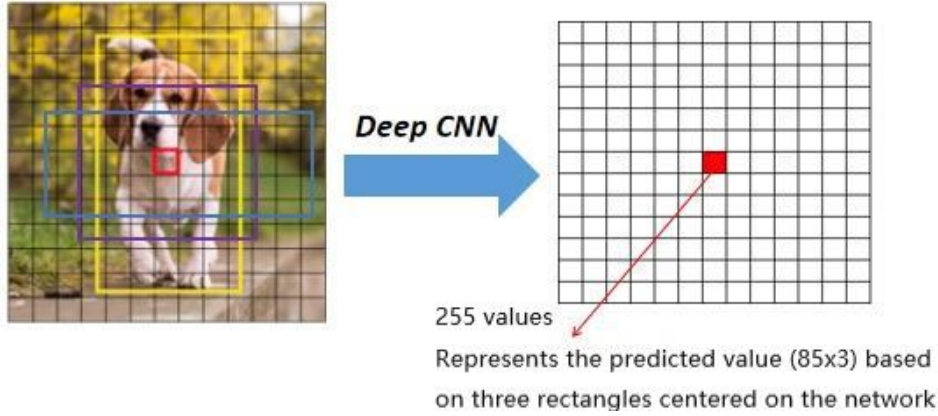 Deep CNN
255 values
Represents the predicted value (85x3) based
on three rectangles centered on the network